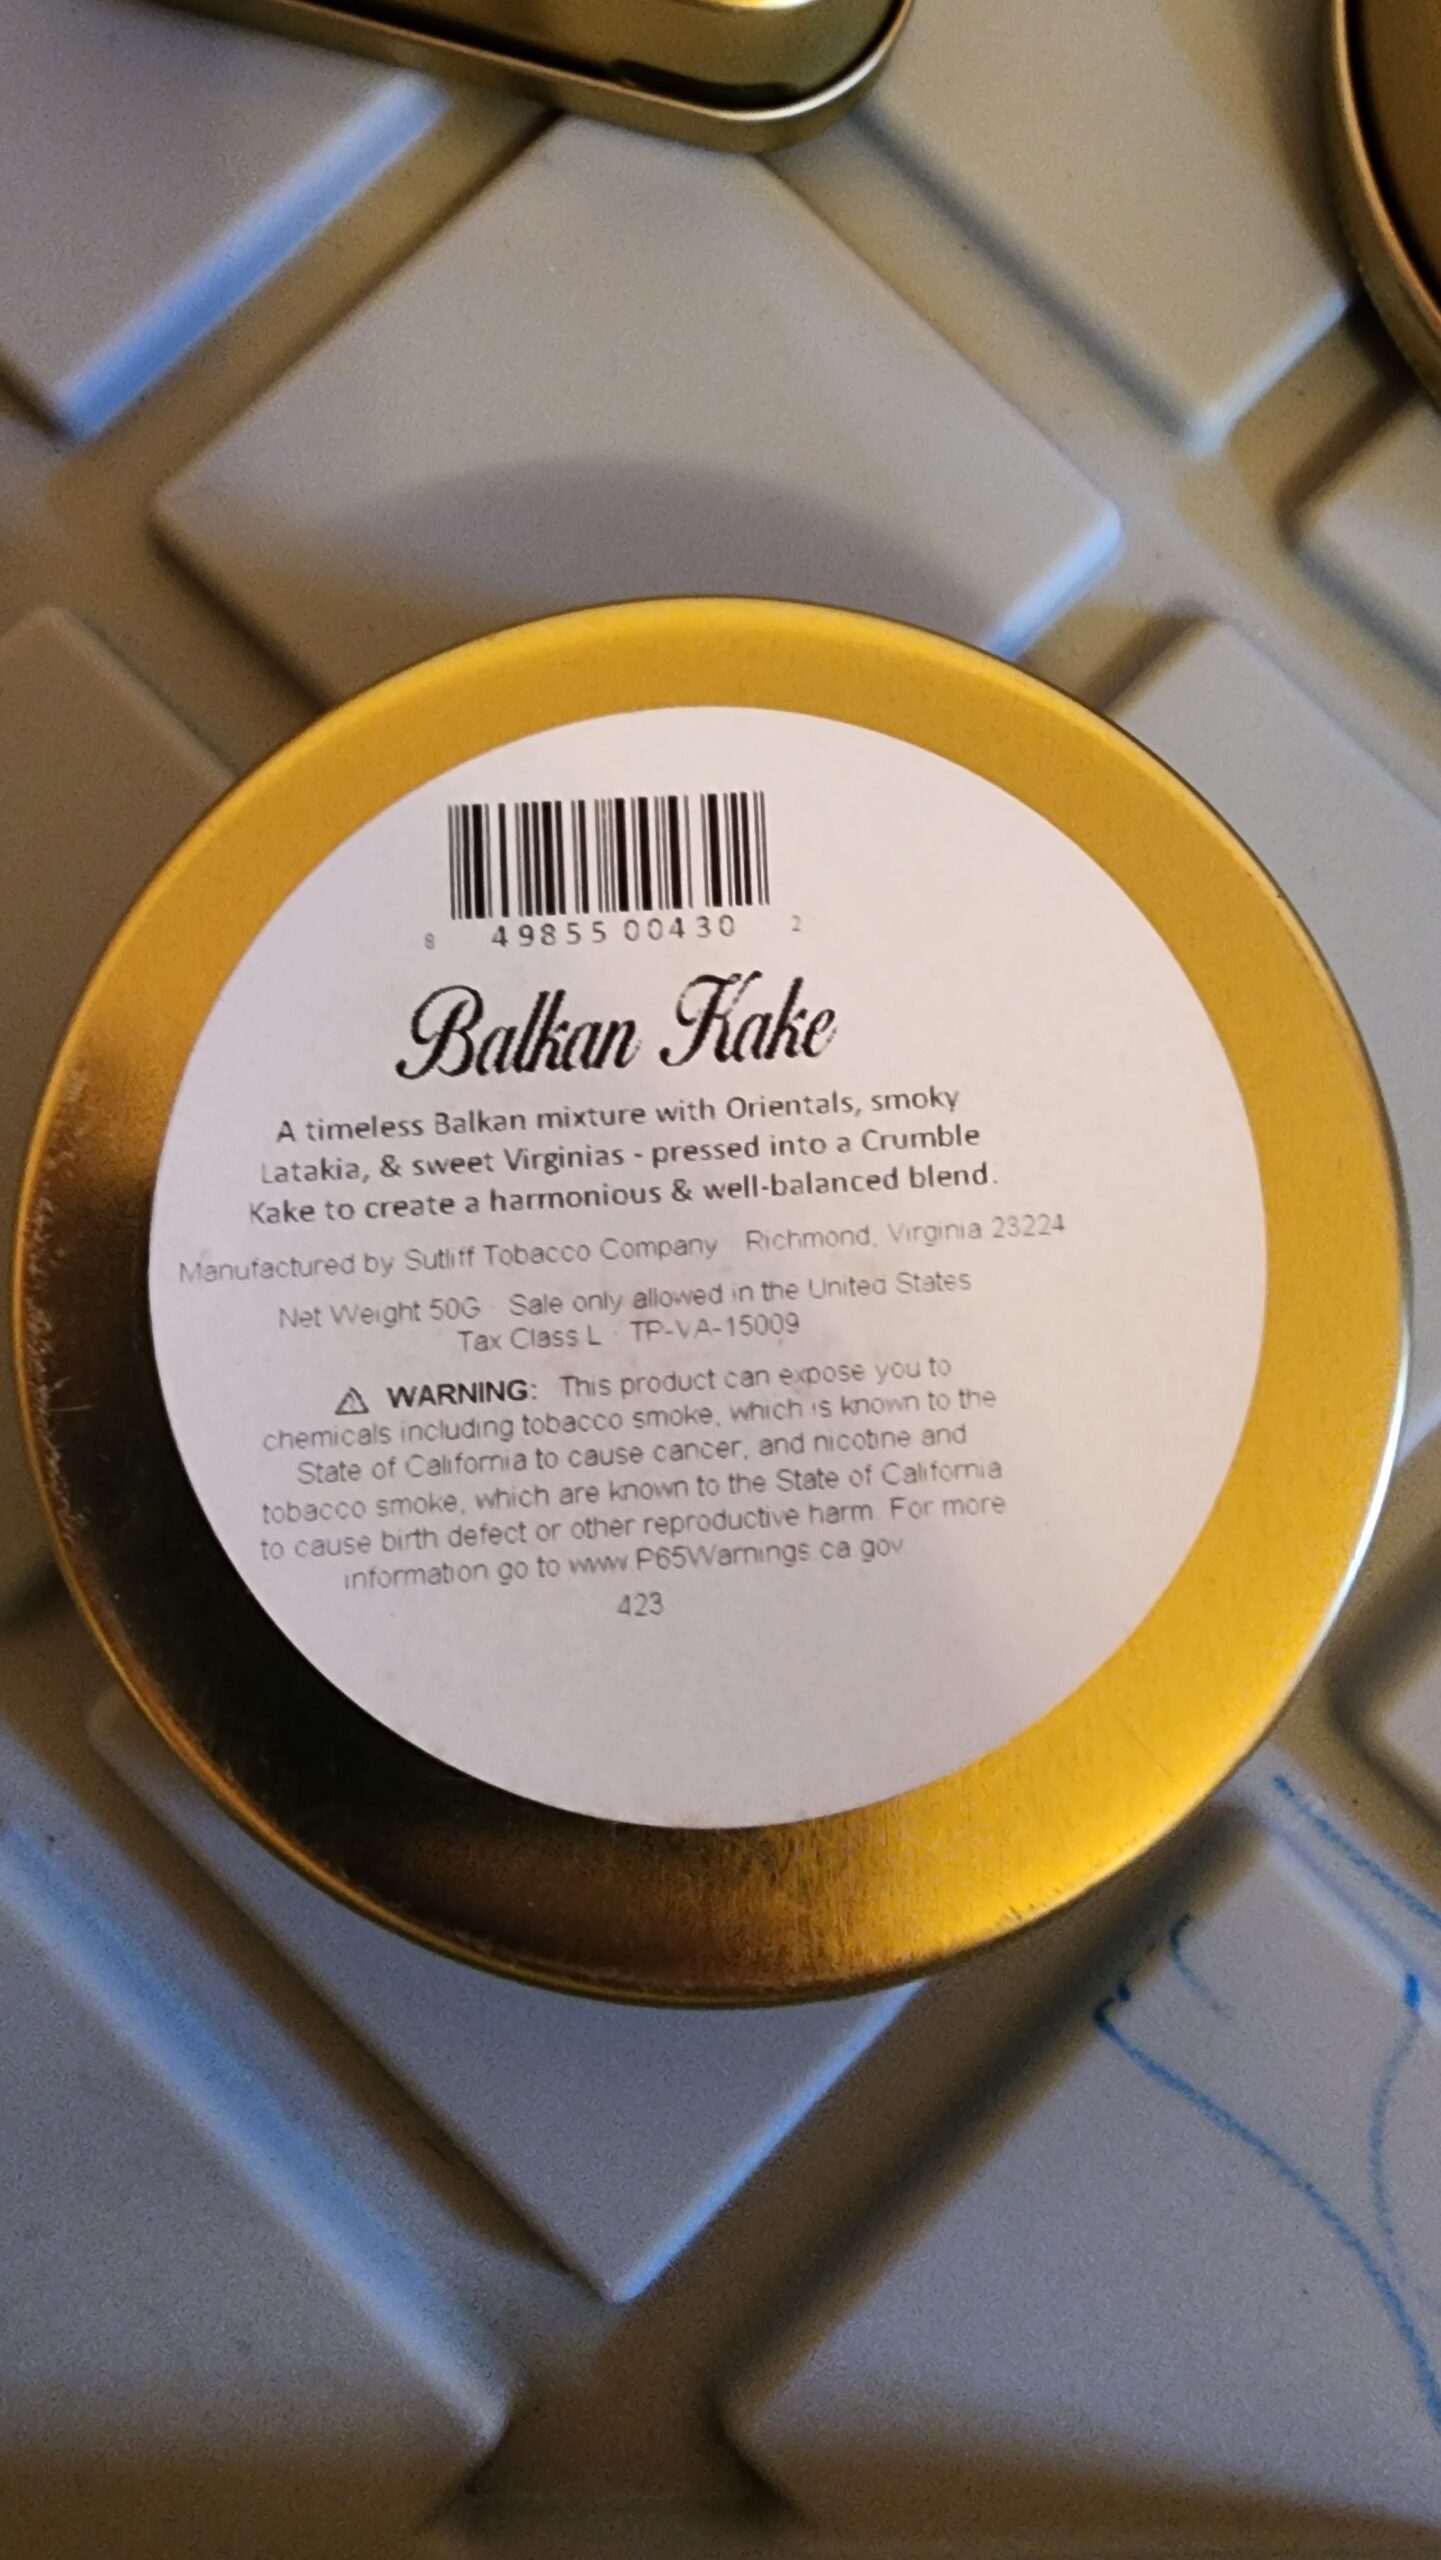 8 49855 00430 2
Balkan Kake
A timeless Balkan mixture with Orientals, smoky
Latakia, & sweet Virginias - pressed into a Crumble
Kake to create a harmonious & well-balanced blend.
Manufactured by Sutliff Tobacco Company Richmond, Virginia 23224
Net Weight 50G · Sale only allowed in the United States
Tax Class L · TP-VA-15009
⚠ WARNING: This product can expose you to
chemicals including tobacco smoke, which is known to the
State of California to cause cancer, and nicotine and
tobacco smoke, which are known to the State of California
to cause birth defect or other reproductive harm. For more
information go to www.P65Warnings.ca.gov
423